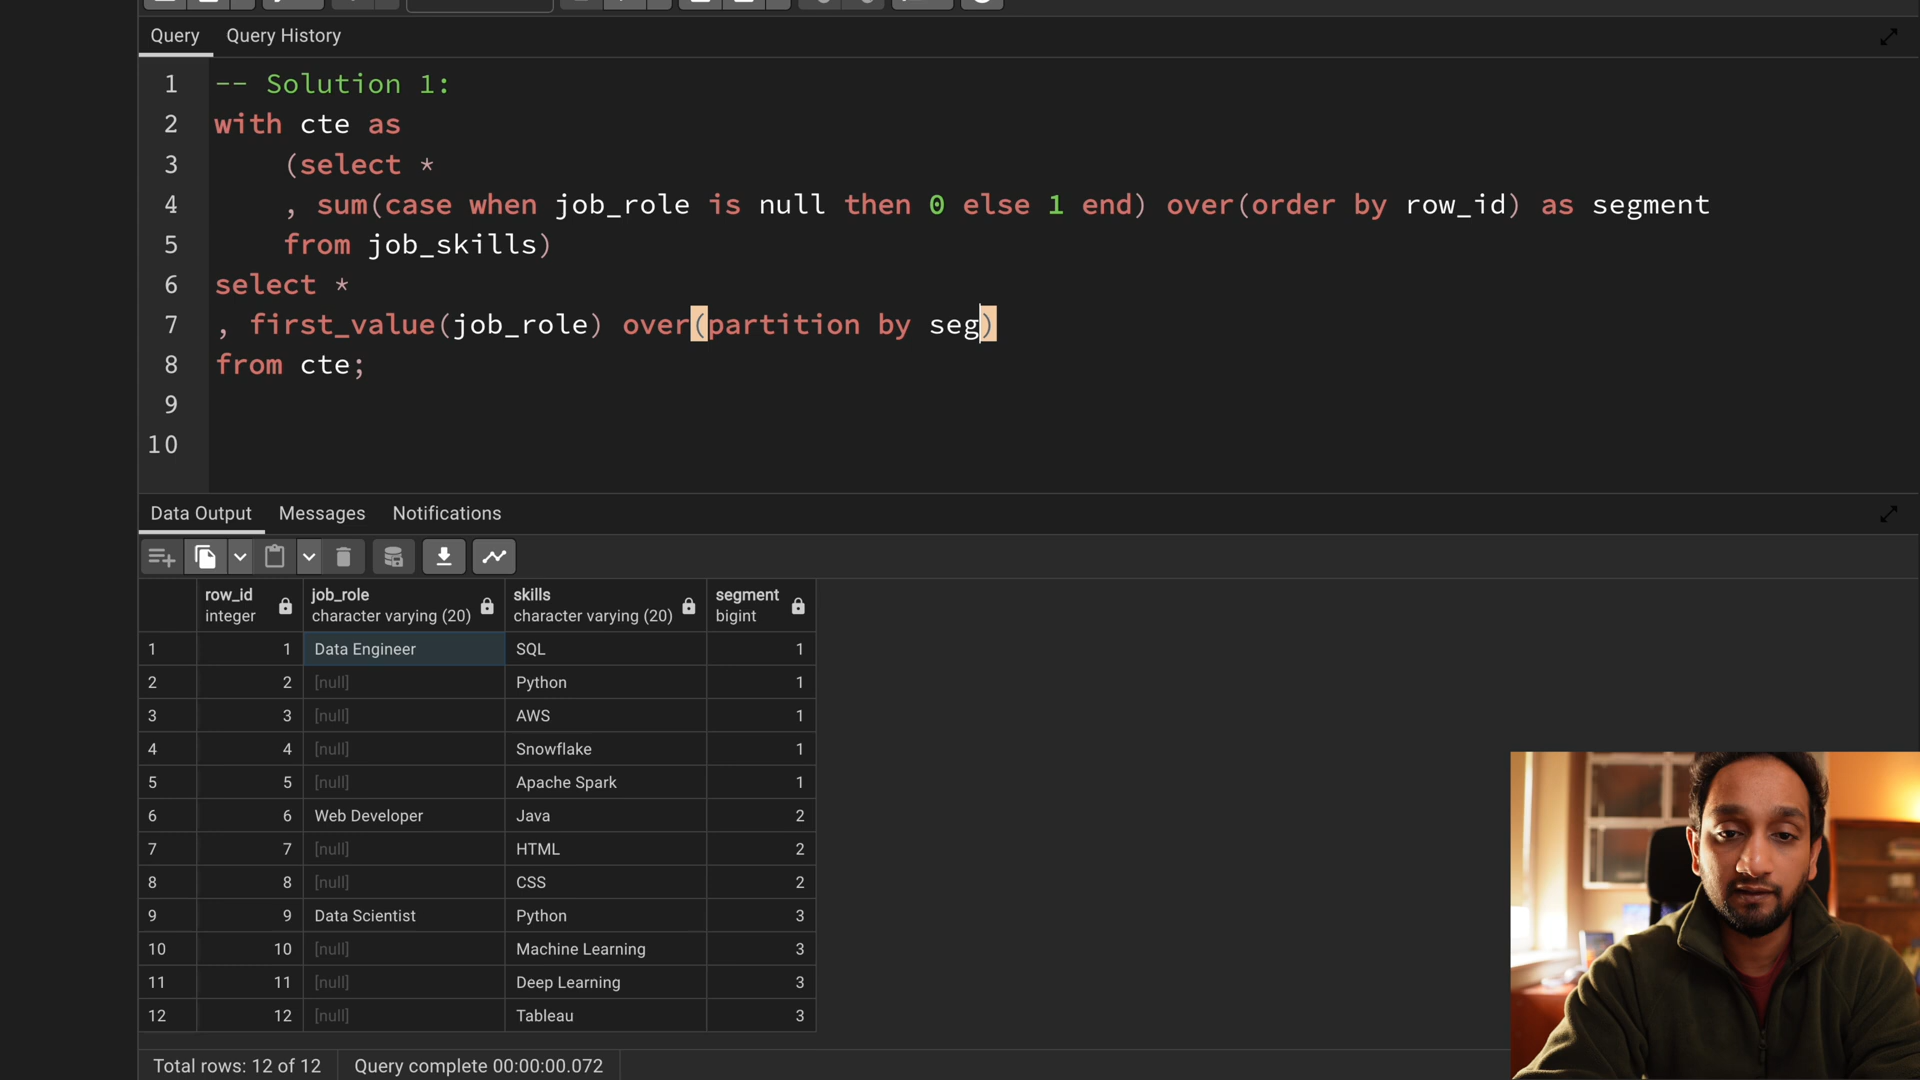 Query Query History
1 -- Solution 1:
2 with cte as
3 (select *
4 , sum(case when job_role is null then 0 else 1 end) over(order by row_id) as segment
5 from job_skills)
6 select *
7 , first_value(job_role) over(partition by seg)
8 from cte;
9
10
Data Output Messages Notifications
row_id job_role skills segment
integer character varying (20) character varying (20) bigint
1 1 Data Engineer SQL 1
2 2 [null] Python 1
3 3 [null] AWS 1
4 4 [null] Snowflake 1
5 5 [null] Apache Spark 1
6 6 Web Developer Java 2
7 7 [null] HTML 2
8 8 [null] CSS 2
9 9 Data Scientist Python 3
10 10 [null] Machine Learning 3
11 11 [null] Deep Learning 3
12 12 [null] Tableau 3
Total rows: 12 of 12 Query complete 00:00:00.072